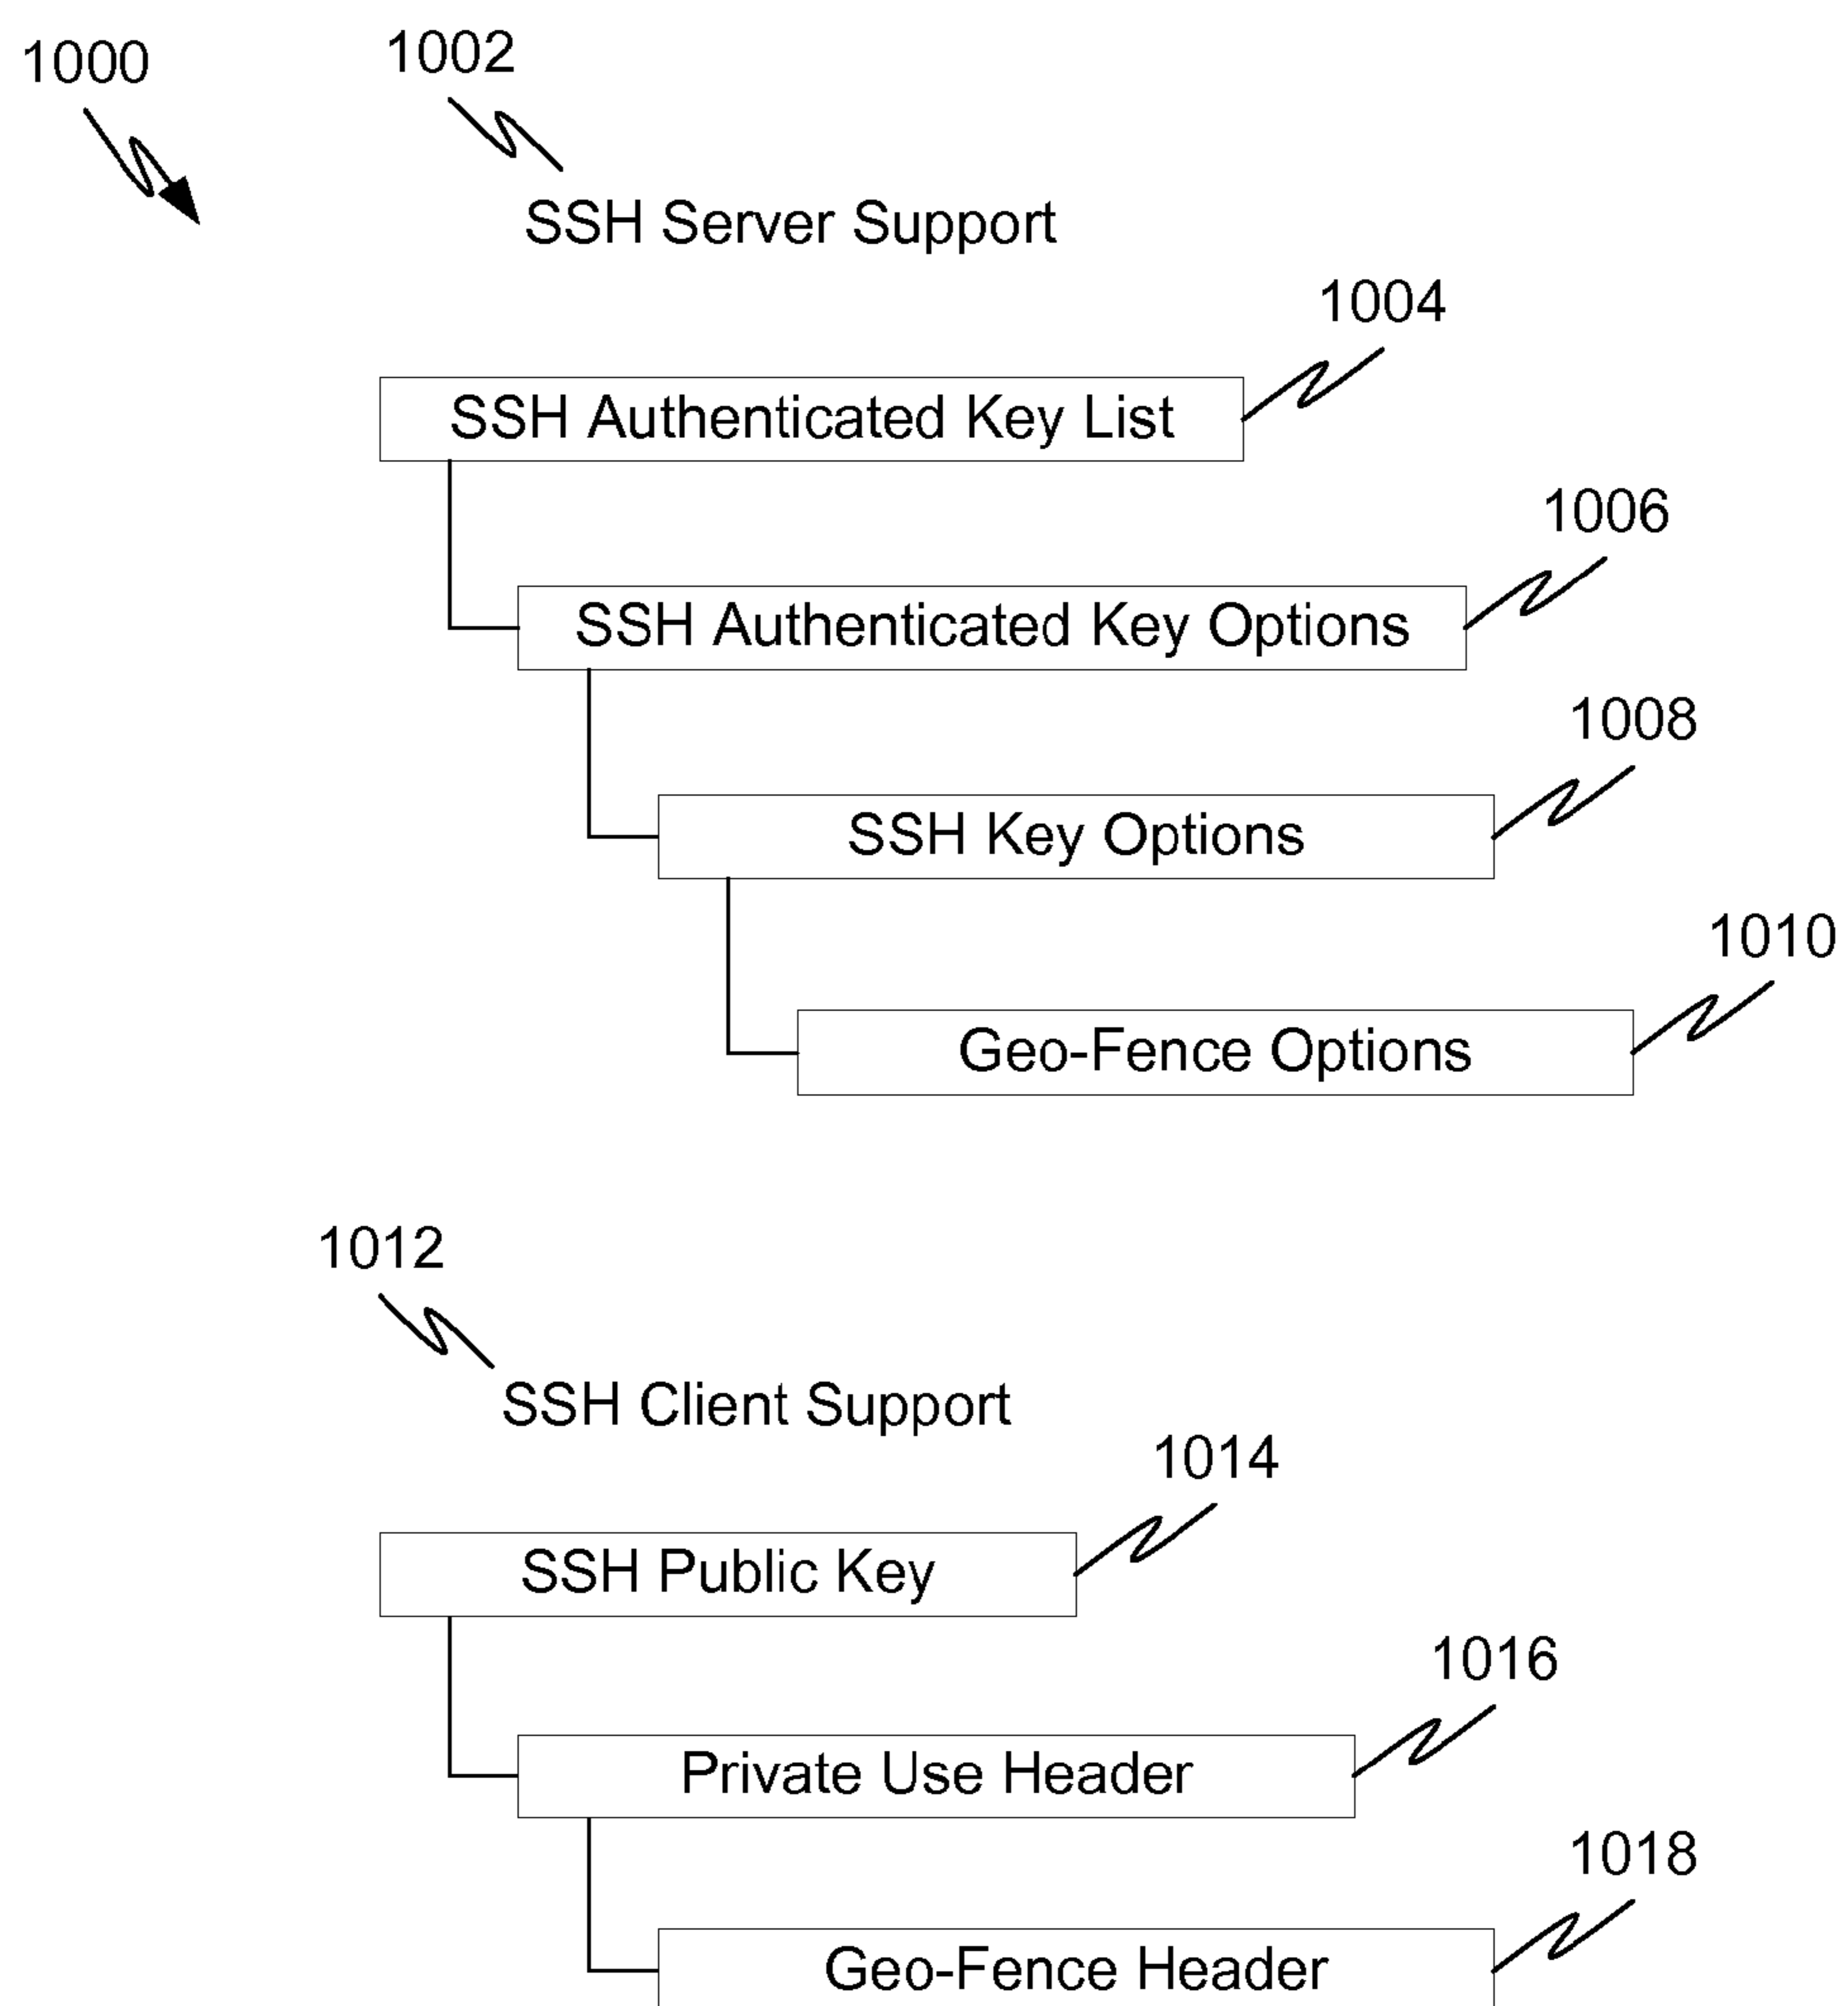 1000
1002
SSH Server Support
1004
SSH Authenticated Key List
1006
SSH Authenticated Key Options
1008
SSH Key Options
1010
Geo-Fence Options
1012
SSH Client Support
1014
SSH Public Key
1016
Private Use Header
1018
Geo-Fence Header